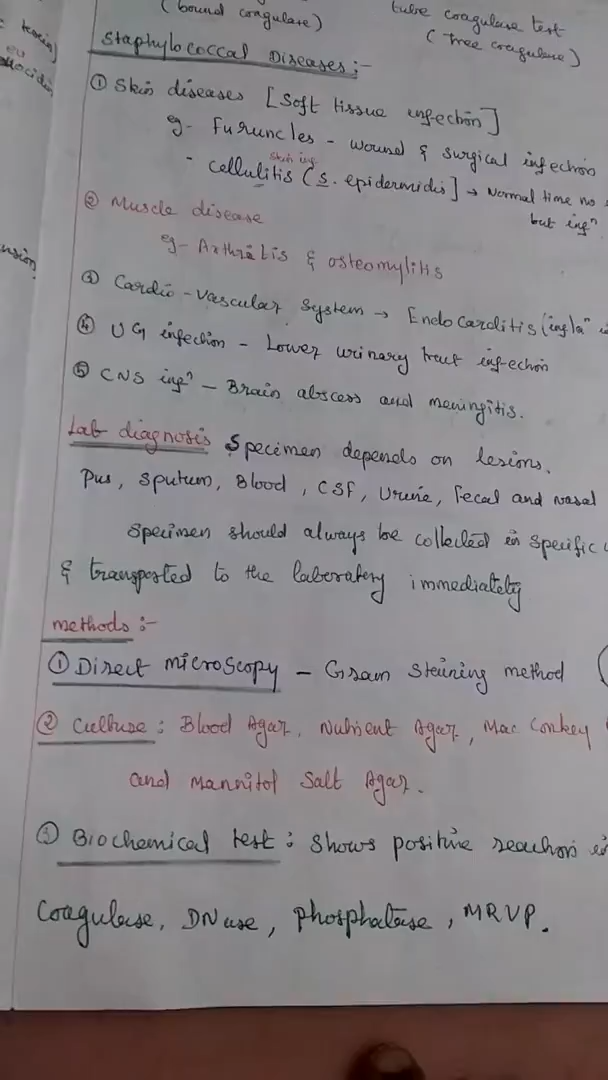 (bound coagulase)
tube coagulase test
(Free coagulase)
Staphylococcal Diseases :-
① Skin diseases [Soft tissue infection]
eg - Furuncles - wound & surgical infection
- cellulitis (S. epidermidis] → Normal time no
but infⁿ
② Muscle disease
eg - Arthritis & osteomylitis
③ Cardio - vascular system → Endocarditis (infla^n
④ UG infection - Lower urinary tract infection
⑤ CNS infⁿ - Brain abscess and meningitis.
Lab diagnosis Specimen depends on lesions.
Pus, Sputum, Blood, CSF, Urine, Fecal and nasal
Specimen should always be collected in specific
& transported to the laboratory immediately
methods :-
① Direct microscopy - Gram staining method
② Culture : Blood Agar, Nutrient Agar, Mac Conkey
and Mannitol Salt Agar.
③ Biochemical test : Shows positive reaction in
Coagulase, DNase, phosphatase, MRVP.